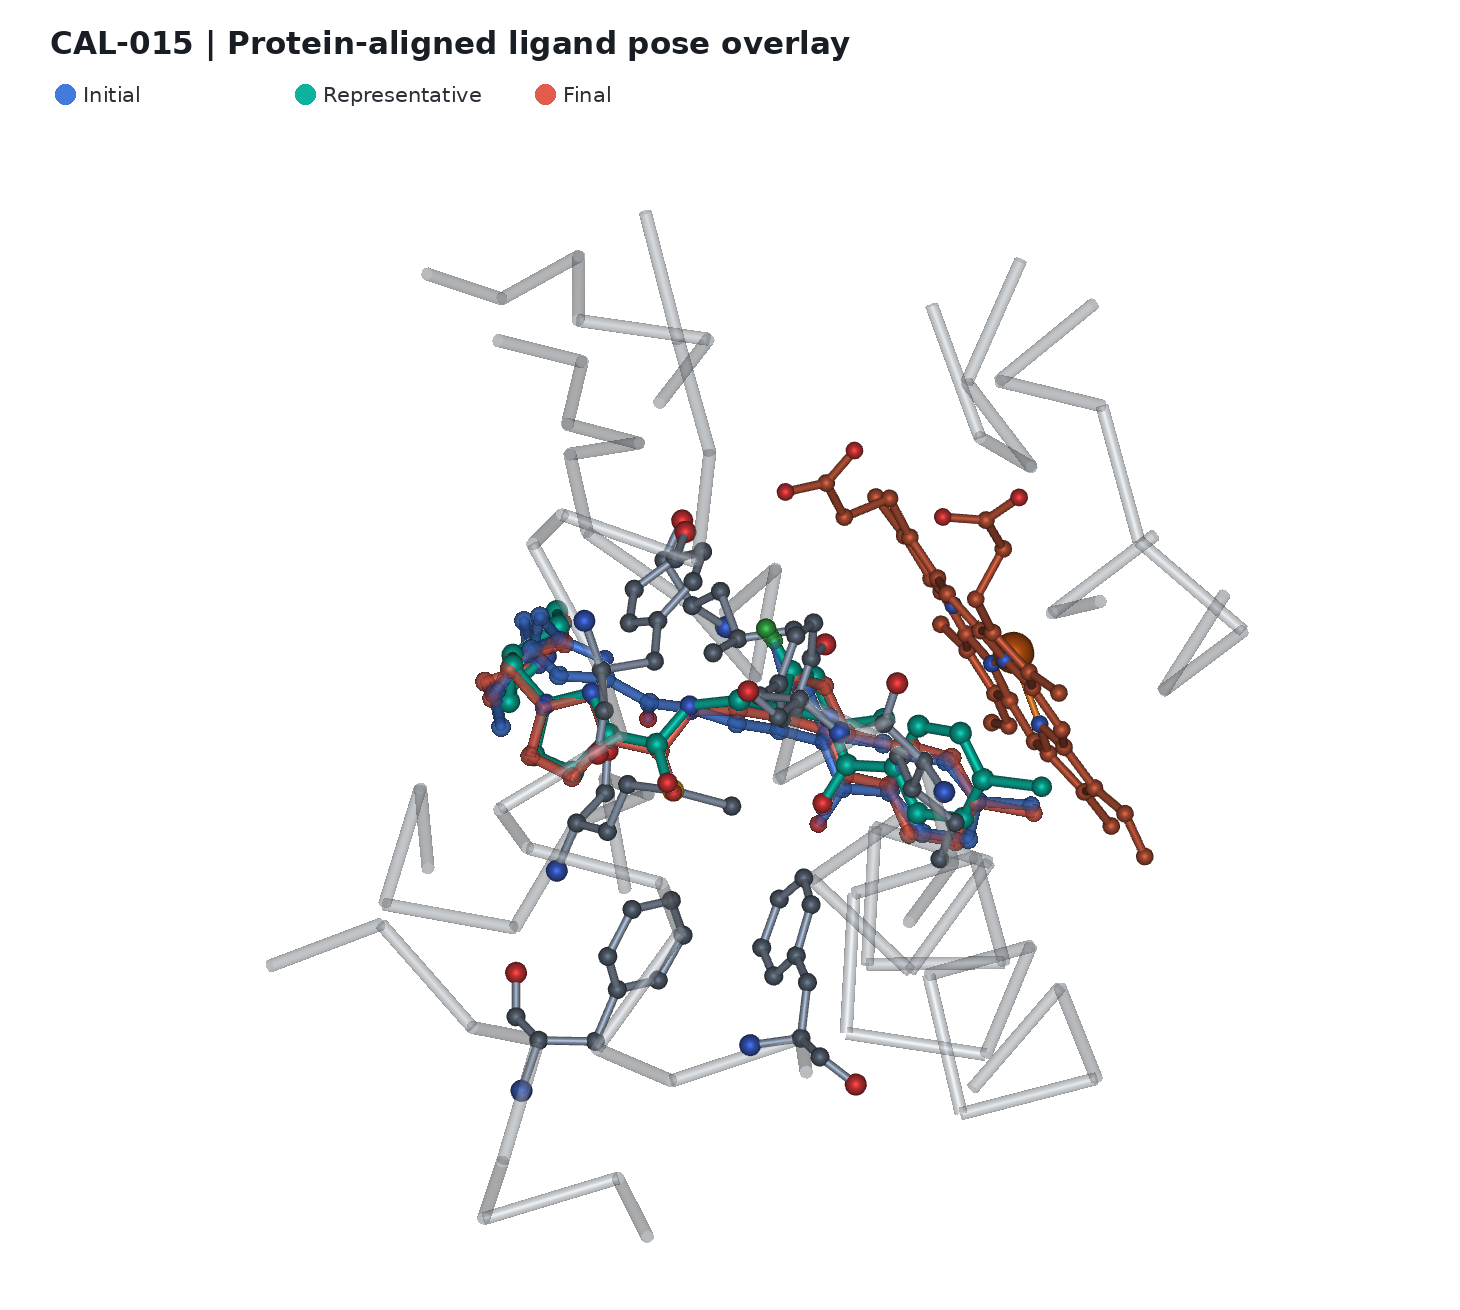 CAL-015 | Protein-aligned ligand pose overlay
Initial Representative Final